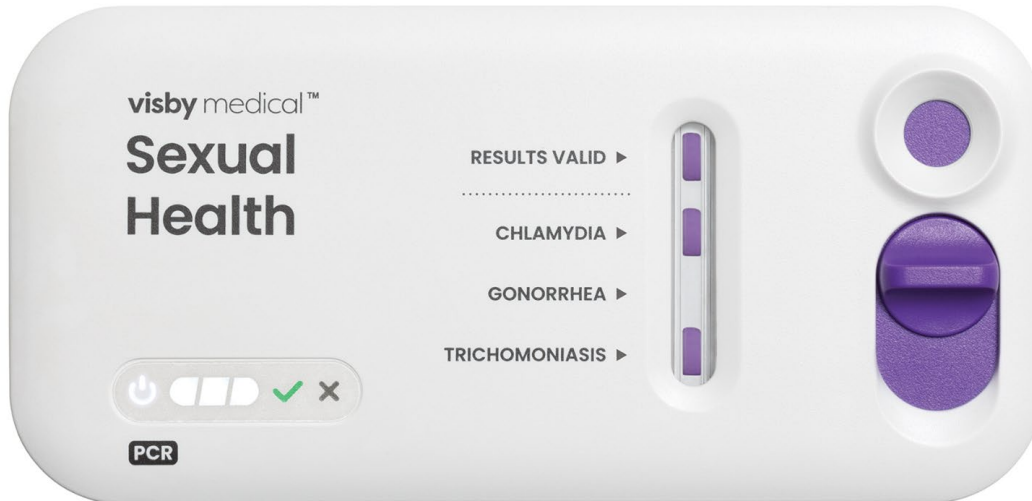 visby medical™
Sexual
Health
RESULTS VALID ▶
CHLAMYDIA ▶
GONORRHEA ▶
TRICHOMONIASIS ▶
PCR